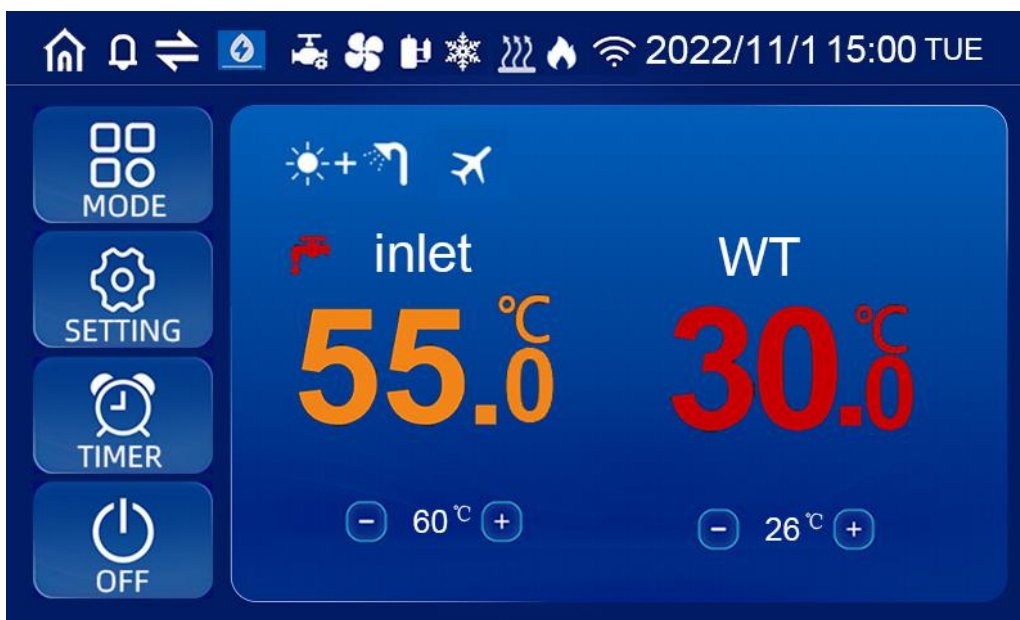 2022/11/1 15:00 TUE
MODE
SETTING
TIMER
OFF
inlet
55.0℃
- 60℃ +
WT
30.0℃
- 26℃ +